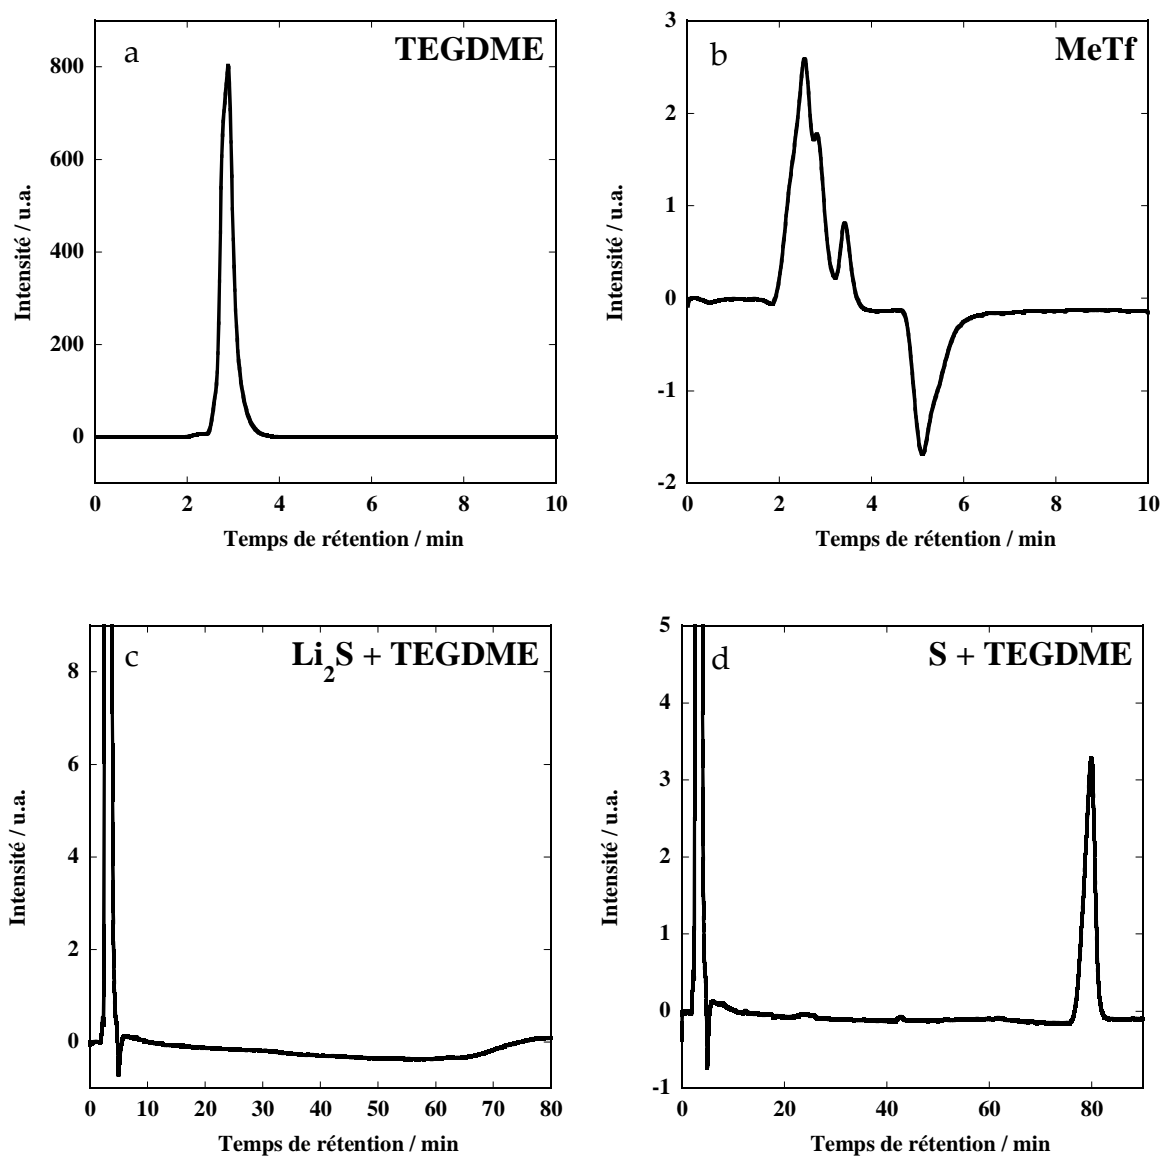 a
TEGDME
800
600
400
200
0
0 2 4 6 8 10
Intensité / u.a.
Temps de rétention / min
b
MeTf
3
2
1
0
-1
-2
0 2 4 6 8 10
Intensité / u.a.
Temps de rétention / min
c
Li2S + TEGDME
8
6
4
2
0
0 10 20 30 40 50 60 70 80
Intensité / u.a.
Temps de rétention / min
d
S + TEGDME
5
4
3
2
1
0
-1
0 20 40 60 80
Intensité / u.a.
Temps de rétention / min